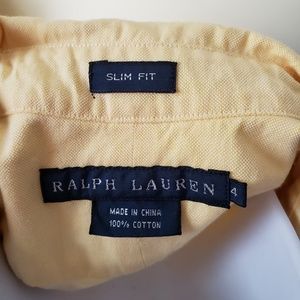 SLIM FIT
RALPH LAUREN 4
MADE IN CHINA
100% COTTON